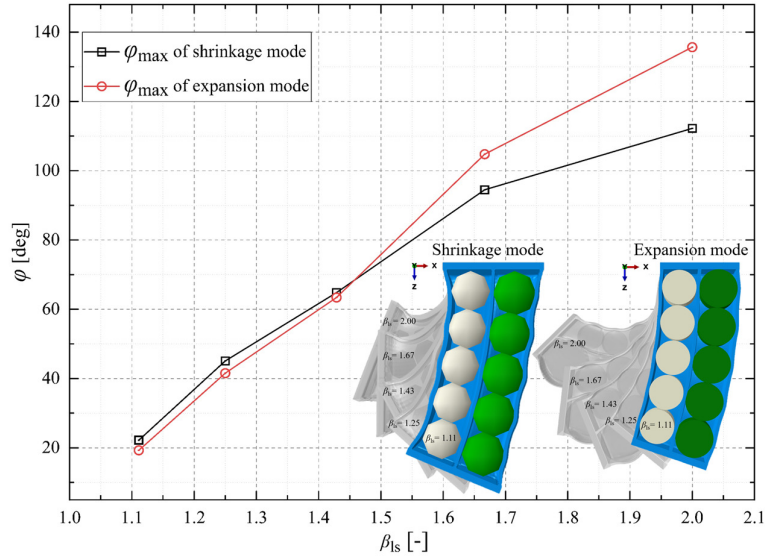 140
120
100
80
60
40
20
φ [deg]
φmax of shrinkage mode
φmax of expansion mode
Shrinkage mode
Expansion mode
x
z
x
z
βls= 2.00
βls= 1.67
βls= 1.43
βls= 1.25
βls= 1.11
βls= 2.00
βls= 1.67
βls= 1.43
βls= 1.25
βls= 1.11
1.0 1.1 1.2 1.3 1.4 1.5 1.6 1.7 1.8 1.9 2.0 2.1
βls [-]